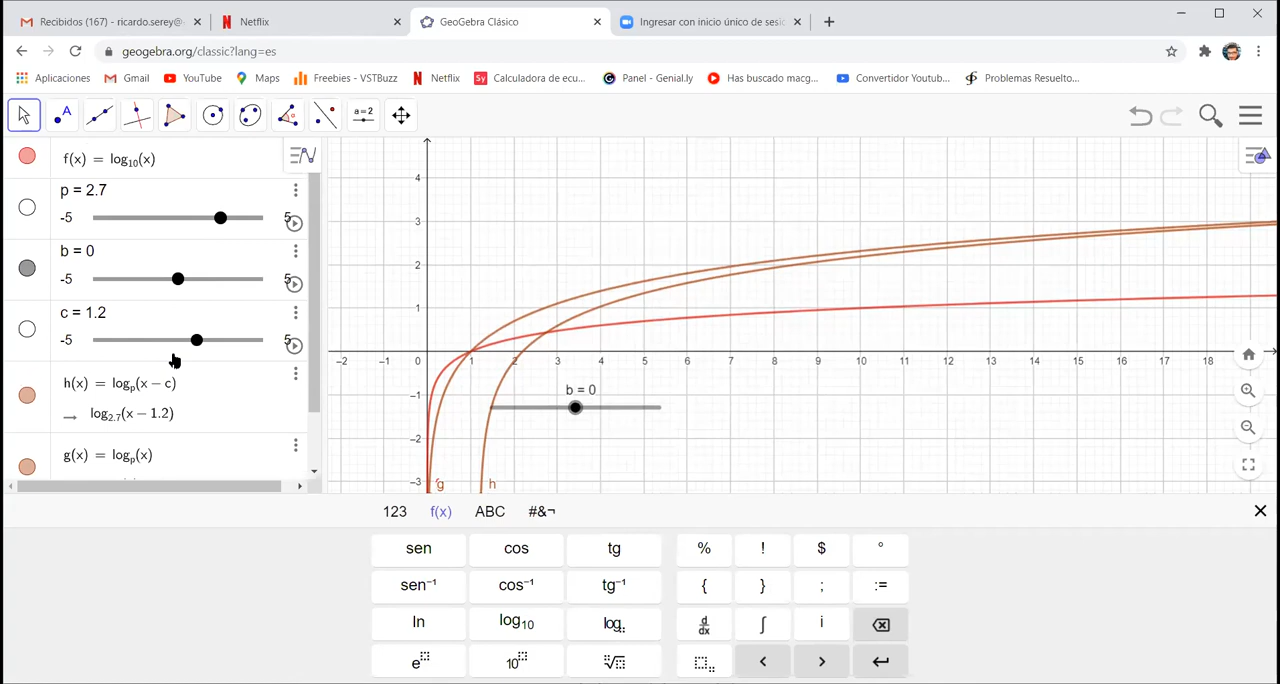 Recibidos (167) - ricardo.serey@
Netflix
GeoGebra Clásico
Ingresar con inicio único de sesi
geogebra.org/classic?lang=es
Aplicaciones
Gmail
YouTube
Maps
Freebies - VSTBuzz
Netflix
Sy Calculadora de ecu...
Panel - Genial.ly
Has buscado macg...
Convertidor Youtub...
Problemas Resuelto...
A
a=2
f(x) = log10(x)
p = 2.7
-5 5
b = 0
-5 5
c = 1.2
-5 5
h(x) = logp(x − c)
→ log2.7(x − 1.2)
g(x) = logp(x)
4
3
2
1
−2 −1 0 1 2 3 4 5 6 7 8 9 10 11 12 13 14 15 16 17 18
−1
−2
−3
b = 0
g
h
123 f(x) ABC #&¬
sen cos tg % ! $ °
sen⁻¹ cos⁻¹ tg⁻¹ { } ; :=
ln log10 log d/dx ∫ i
e 10 √ < >